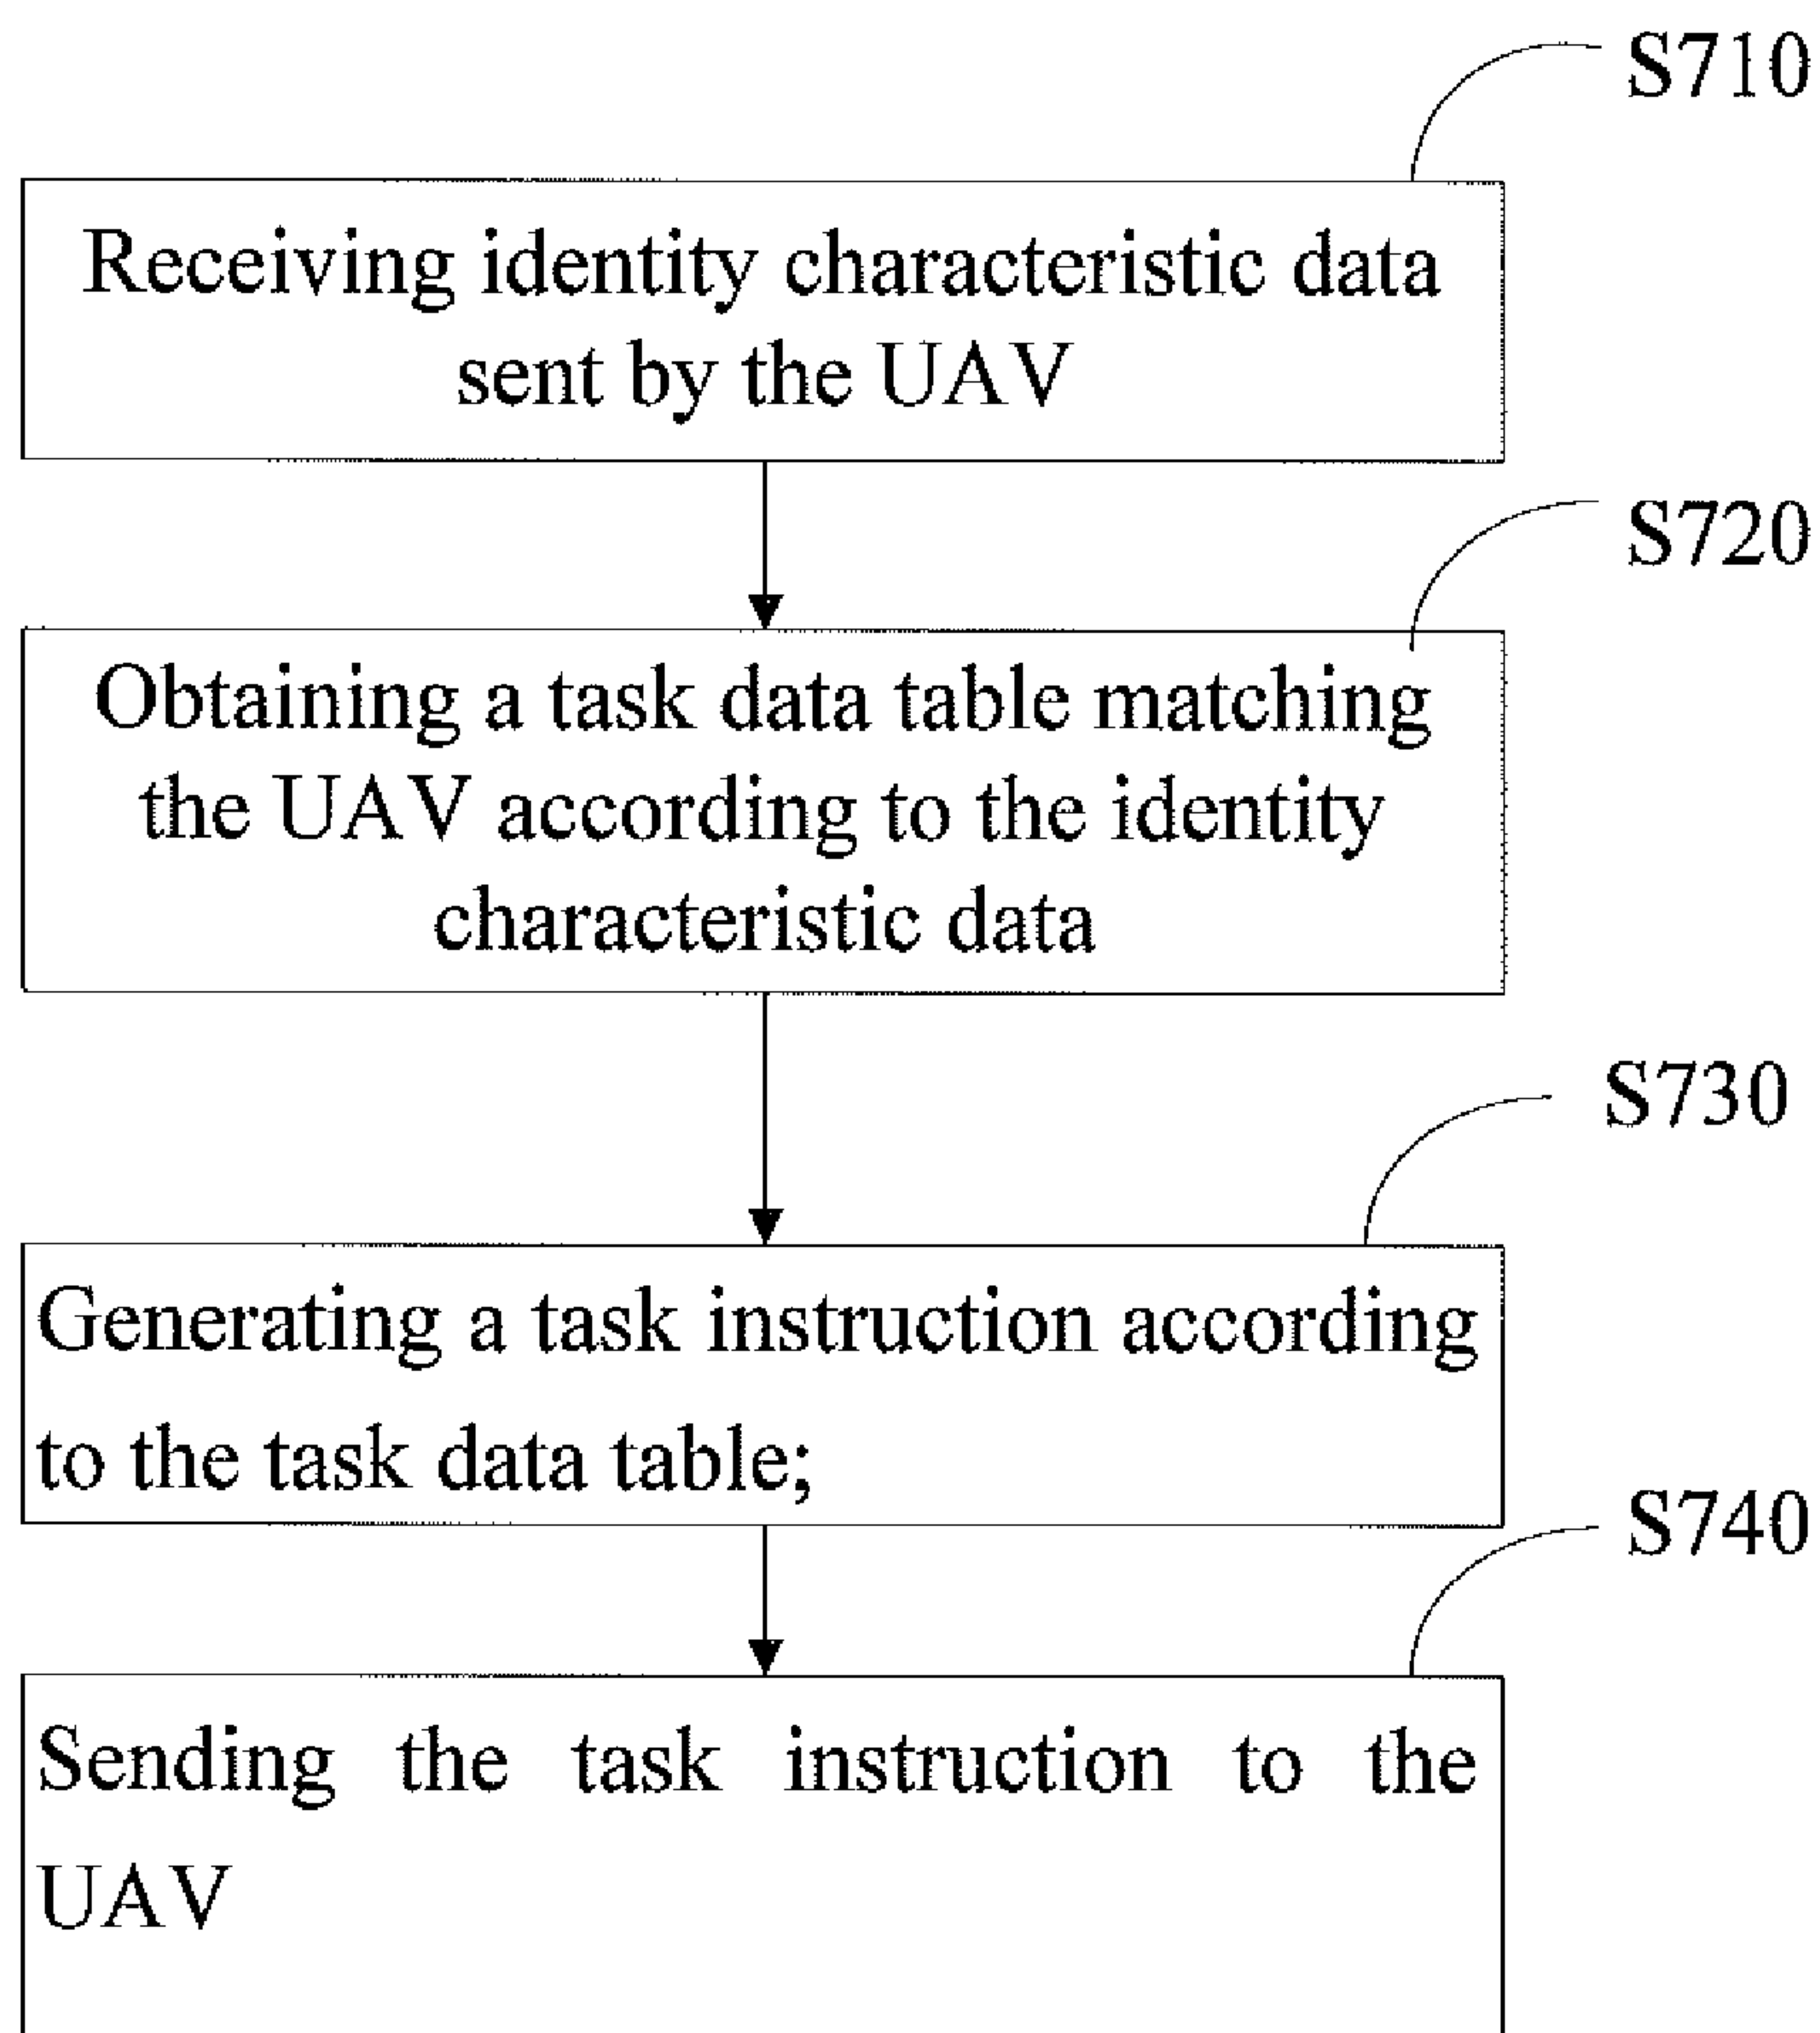 S710
Receiving identity characteristic data
sent by the UAV
S720
Obtaining a task data table matching
the UAV according to the identity
characteristic data
S730
Generating a task instruction according
to the task data table;
S740
Sending the task instruction to the
UAV